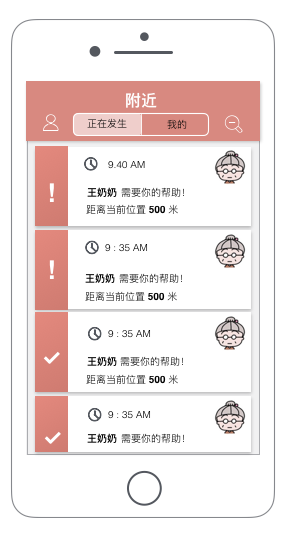 附近
正在发生 我的
9.40 AM
王奶奶 需要你的帮助!
距离当前位置 500 米
9 : 35 AM
王奶奶 需要你的帮助!
距离当前位置 500 米
9 : 35 AM
王奶奶 需要你的帮助!
距离当前位置 500 米
9 : 35 AM
王奶奶 需要你的帮助!